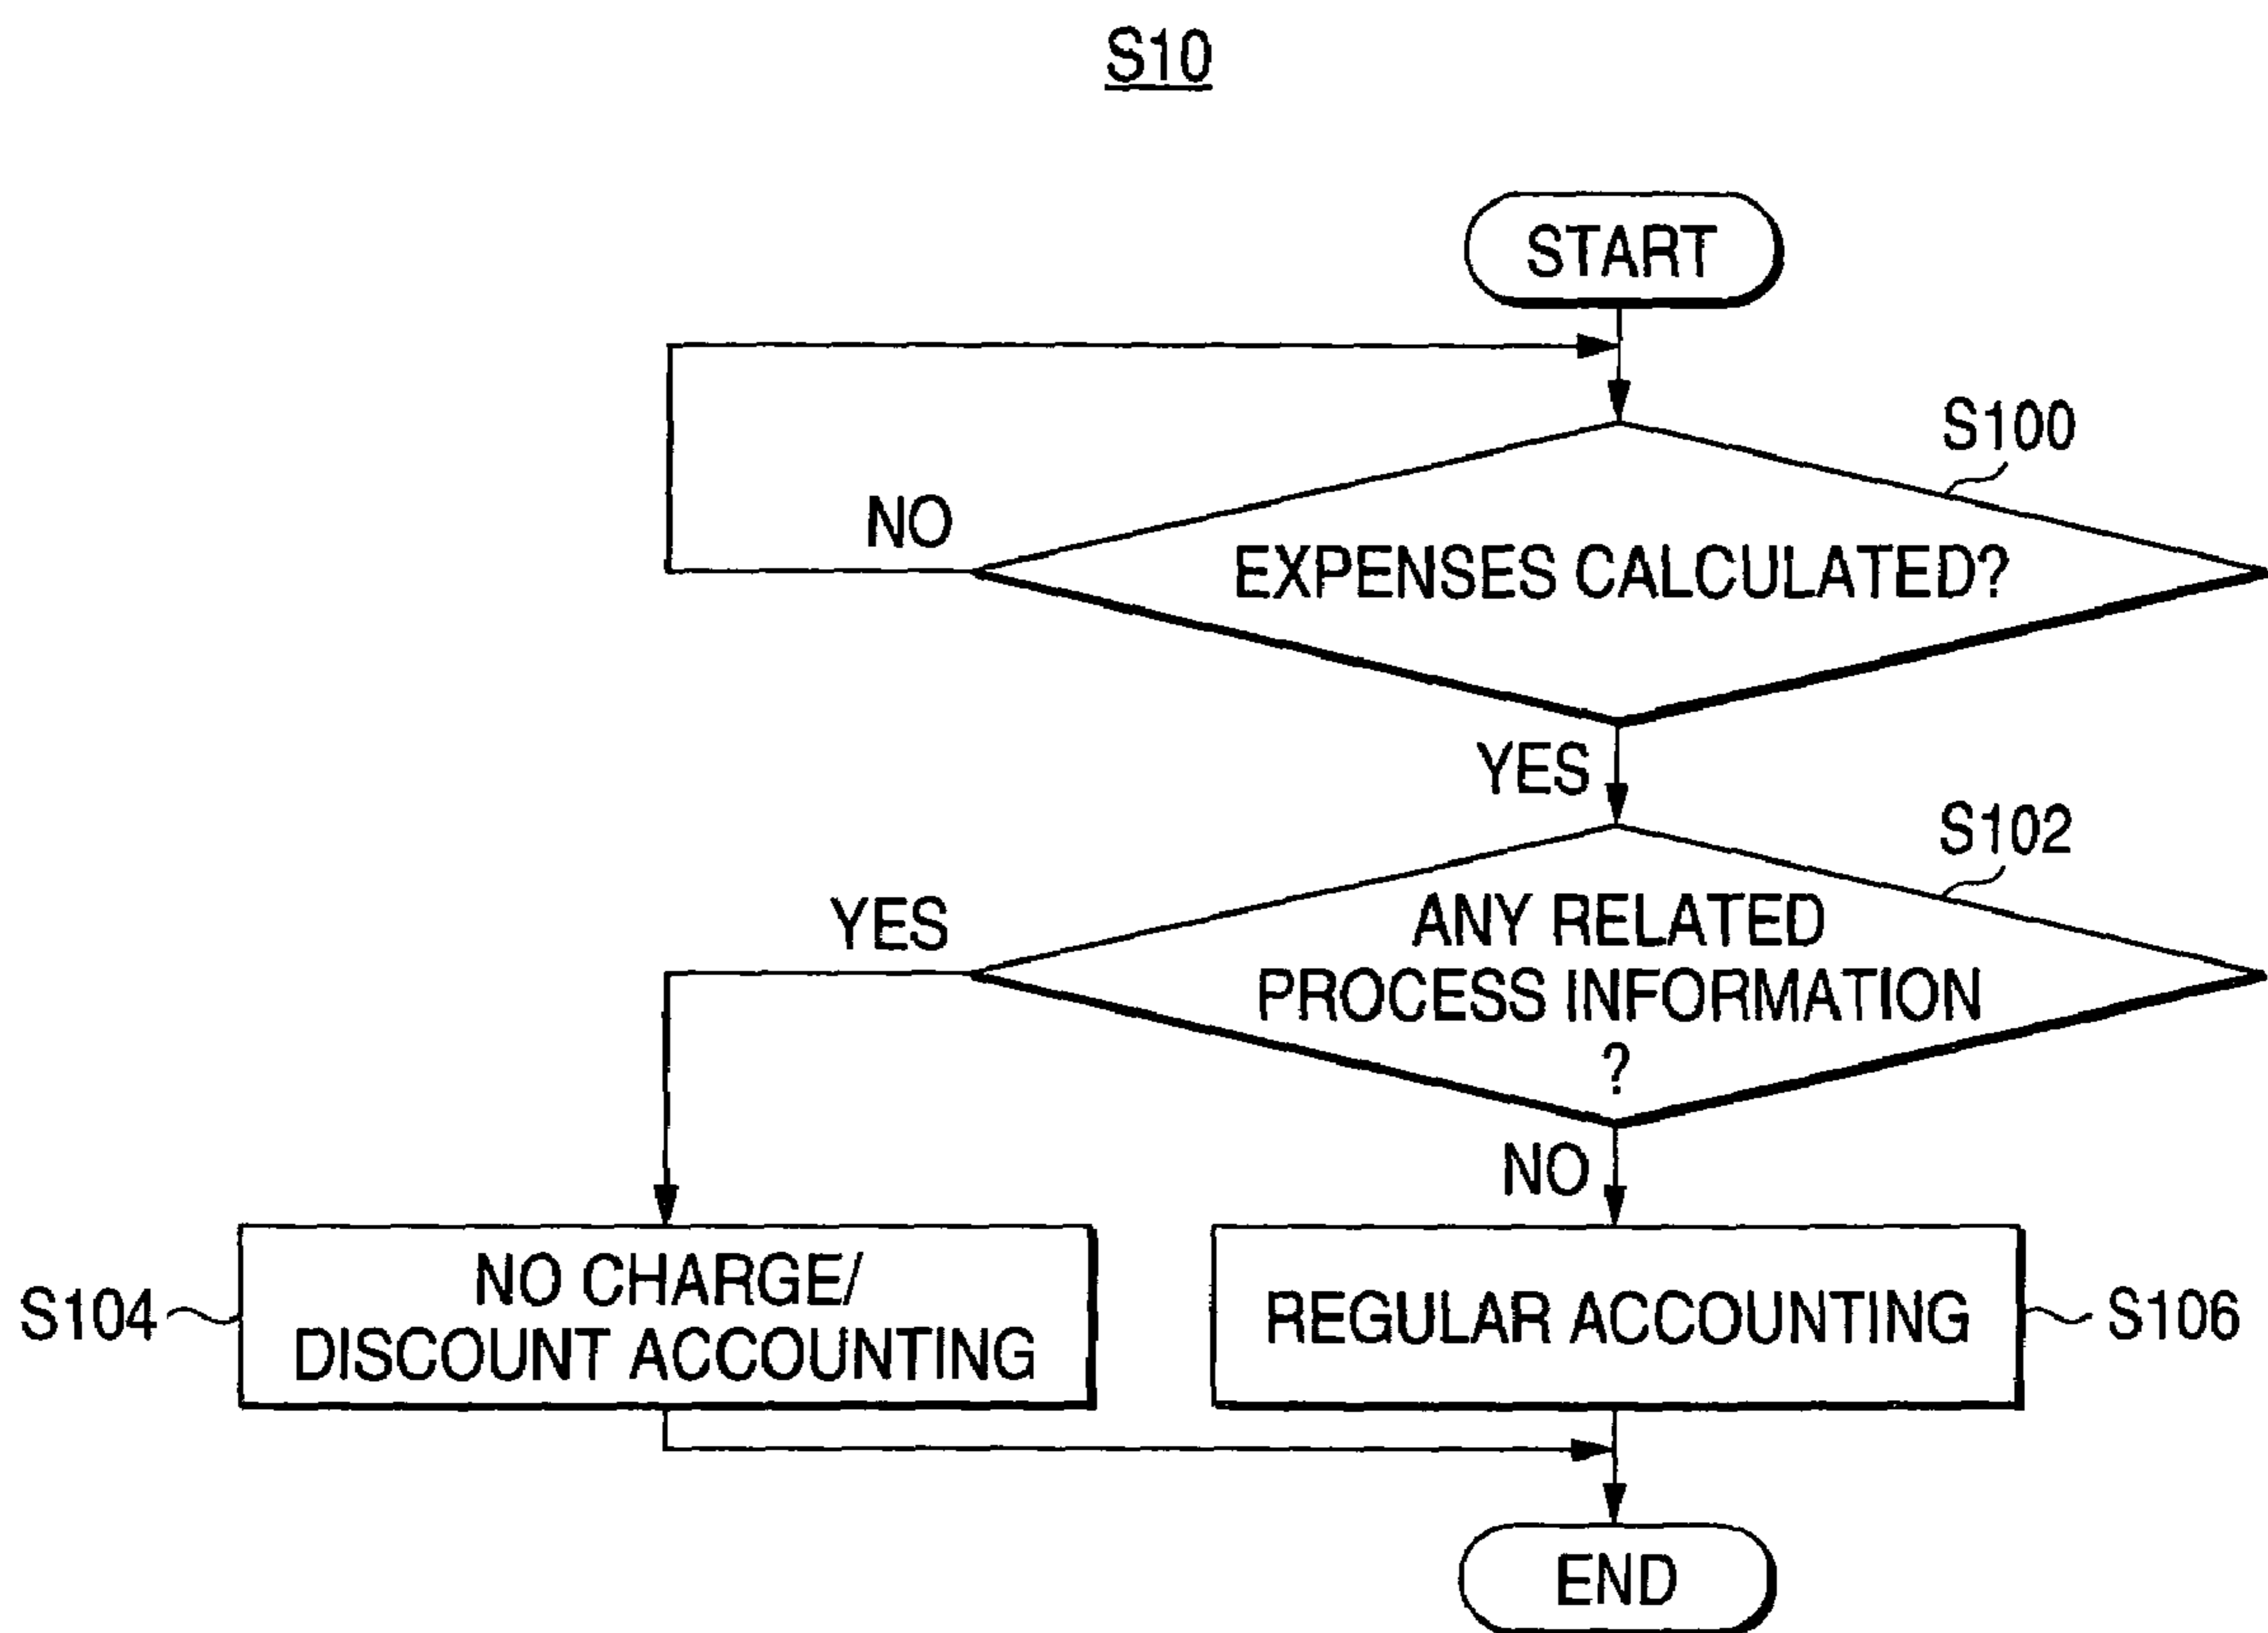 S10
START
S100
NO
EXPENSES CALCULATED?
YES
S102
YES
ANY RELATED
PROCESS INFORMATION
?
NO
S104
NO CHARGE/
DISCOUNT ACCOUNTING
REGULAR ACCOUNTING
S106
END